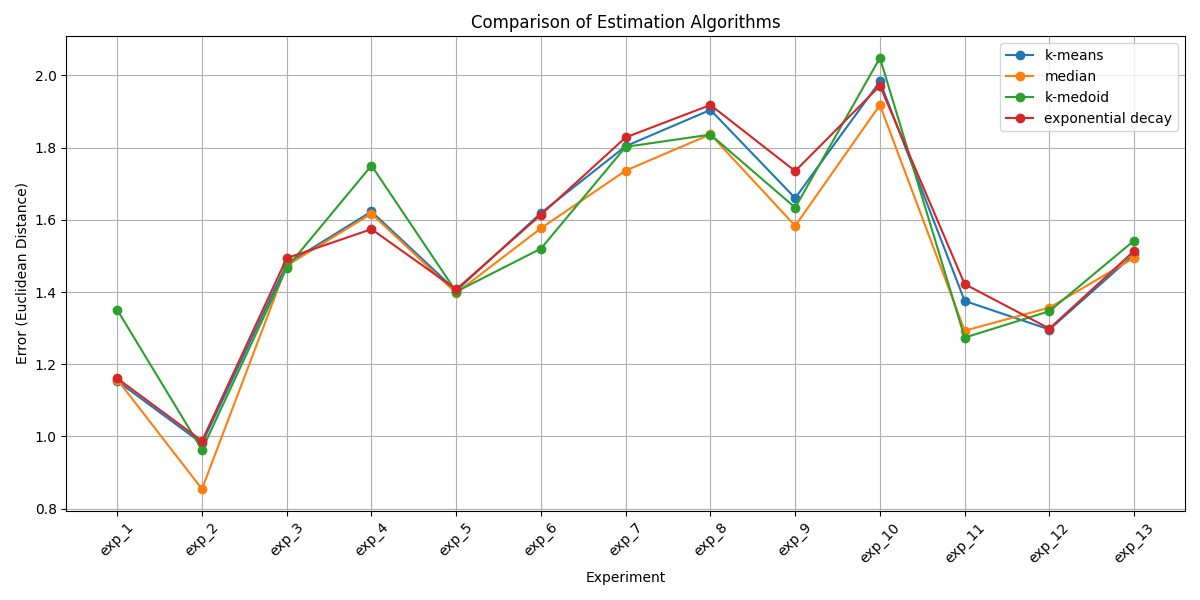 Comparison of Estimation Algorithms
k-means
median
k-medoid
exponential decay
Error (Euclidean Distance)
2.0
1.8
1.6
1.4
1.2
1.0
0.8
exp_1
exp_2
exp_3
exp_4
exp_5
exp_6
exp_7
exp_8
exp_9
exp_10
exp_11
exp_12
exp_13
Experiment